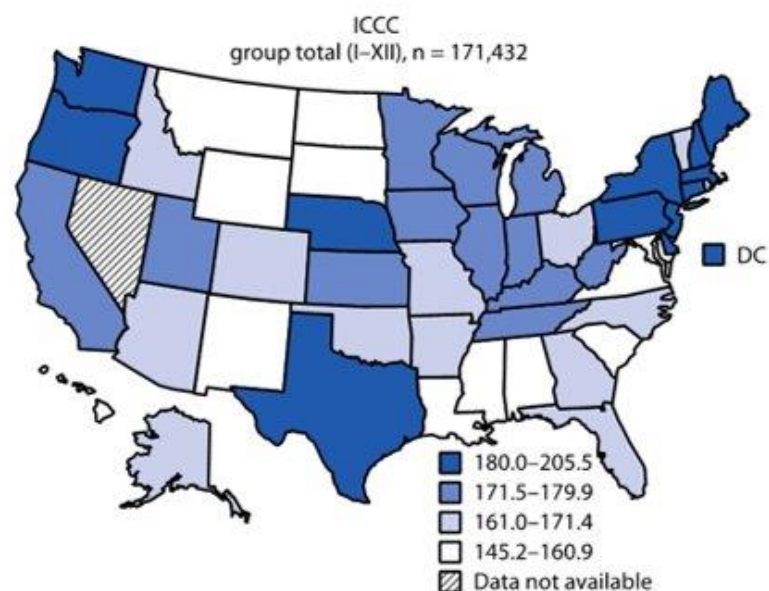 ICCC
group total (I–XII), n = 171,432
DC
180.0–205.5
171.5–179.9
161.0–171.4
145.2–160.9
Data not available